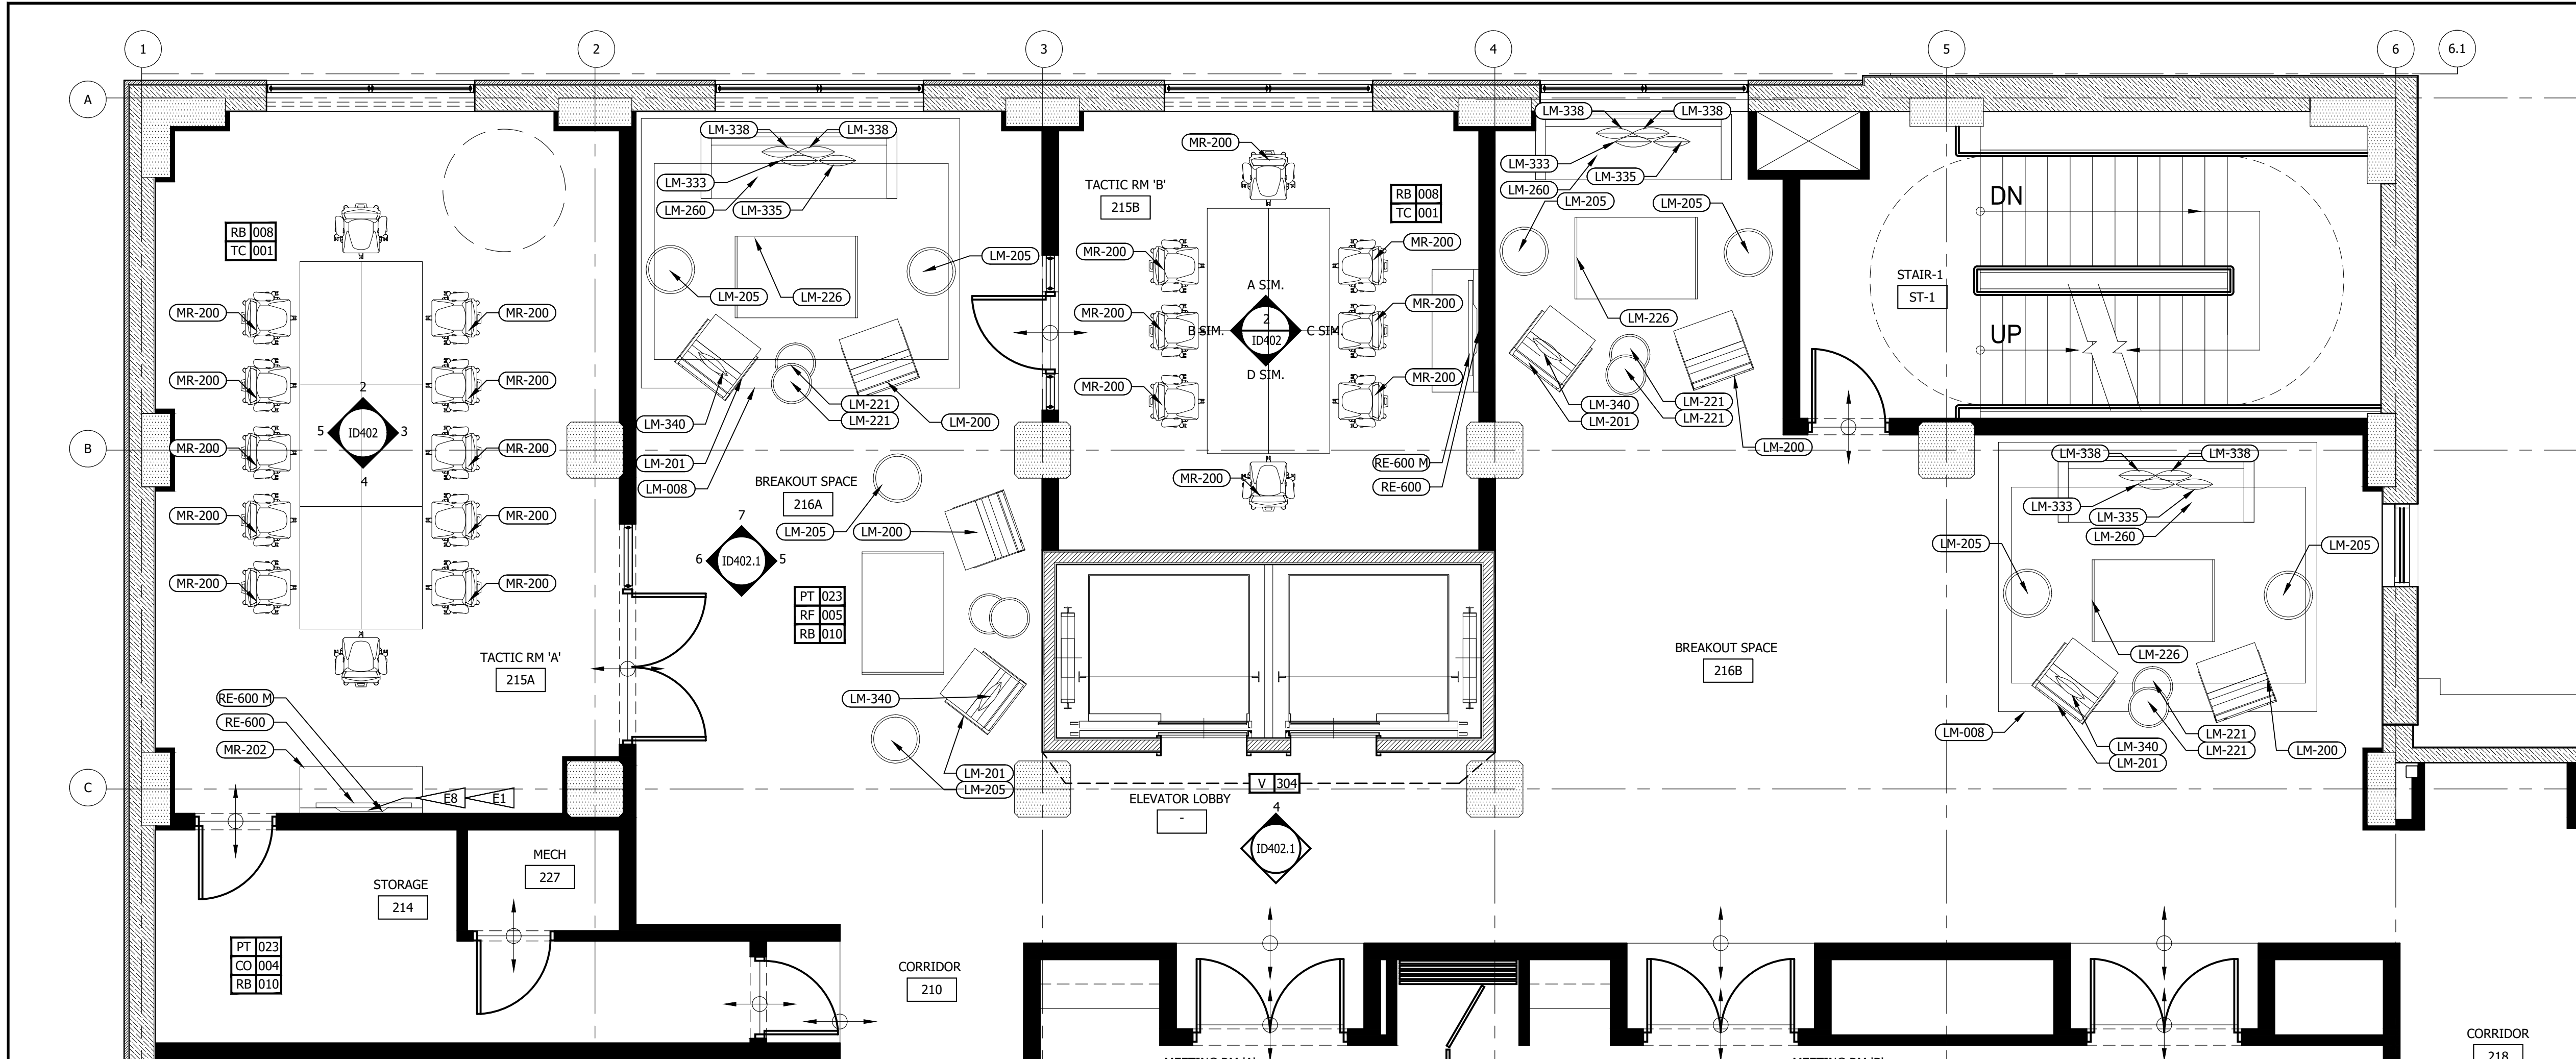 1
2
3
4
5
6
6.1
A
B
C
LM-338
LM-338
LM-333
LM-260
LM-335
LM-205
LM-205
LM-226
LM-340
LM-201
LM-008
LM-221
LM-221
LM-200
RB 008
TC 001
MR-200
MR-200
MR-200
MR-200
MR-200
MR-200
MR-200
MR-200
MR-200
MR-200
2
5
ID402
3
4
TACTIC RM 'A'
215A
RE-600 M
RE-600
MR-202
E8
E1
BREAKOUT SPACE
216A
LM-205
LM-200
7
6
ID402.1
5
PT 023
RF 005
RB 010
LM-340
LM-201
LM-205
TACTIC RM 'B'
215B
RB 008
TC 001
MR-200
MR-200
MR-200
MR-200
MR-200
MR-200
MR-200
MR-200
A SIM.
B SIM.
2
ID402
C SIM.
D SIM.
RE-600 M
RE-600
LM-338
LM-338
LM-333
LM-260
LM-335
LM-205
LM-205
LM-226
LM-340
LM-201
LM-221
LM-221
LM-200
DN
STAIR-1
ST-1
UP
LM-338
LM-338
LM-333
LM-335
LM-260
LM-205
LM-205
LM-226
LM-008
LM-340
LM-201
LM-221
LM-221
LM-200
BREAKOUT SPACE
216B
V 304
ELEVATOR LOBBY
-
4
ID402.1
MECH
227
STORAGE
214
PT 023
CO 004
RB 010
CORRIDOR
210
CORRIDOR
218